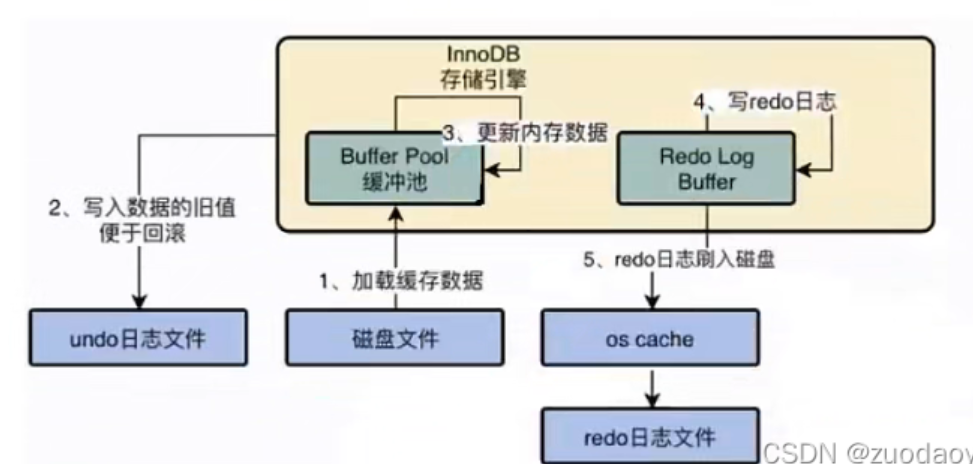 InnoDB
存储引擎
4、写redo日志
3、更新内存数据
Buffer Pool
缓冲池
Redo Log
Buffer
2、写入数据的旧值
便于回滚
1、加载缓存数据
5、redo日志刷入磁盘
undo日志文件
磁盘文件
os cache
redo日志文件
CSDN @zuodaoy